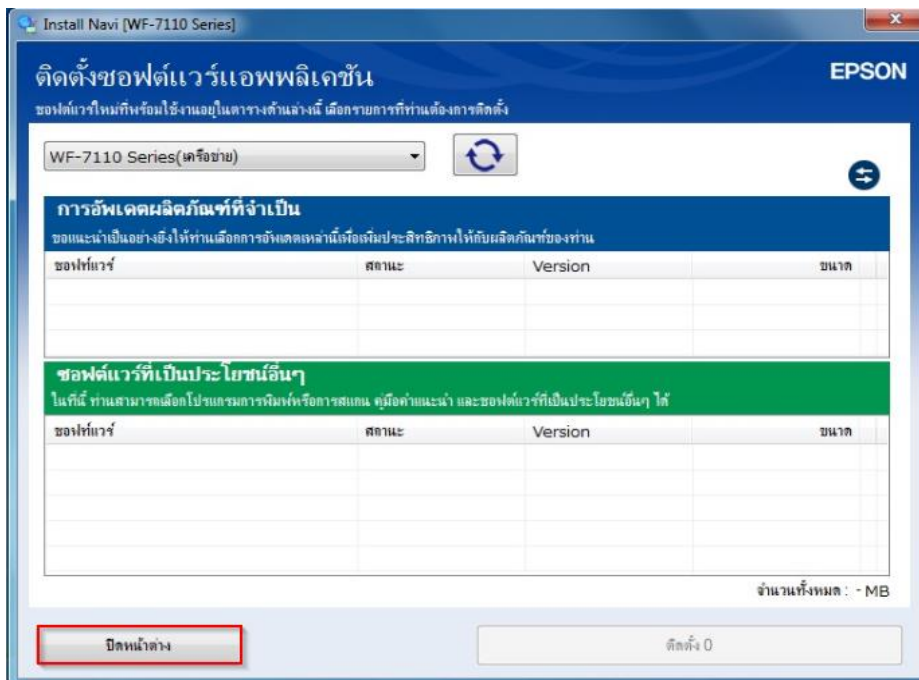 Install Navi [WF-7110 Series]
ติดตั้งซอฟต์แวร์แอพพลิเคชัน
EPSON
ซอฟต์แวร์ใหม่ที่พร้อมใช้งานอยู่ในตารางด้านล่างนี้ เลือกรายการที่ท่านต้องการติดตั้ง
WF-7110 Series(เครือข่าย)
การอัพเดตผลิตภัณฑ์ที่จำเป็น
ขอแนะนำเป็นอย่างยิ่งให้ท่านเลือกการอัพเดตเหล่านี้เพื่อเพิ่มประสิทธิภาพให้กับผลิตภัณฑ์ของท่าน
ซอฟท์แวร์ สถานะ Version ขนาด
ซอฟต์แวร์ที่เป็นประโยชน์อื่นๆ
ในที่นี้ ท่านสามารถเลือกโปรแกรมการพิมพ์หรือการสแกน คู่มือคำแนะนำ และซอฟต์แวร์ที่เป็นประโยชน์อื่นๆ ได้
ซอฟท์แวร์ สถานะ Version ขนาด
จำนวนทั้งหมด : - MB
ปิดหน้าต่าง ติดตั้ง 0